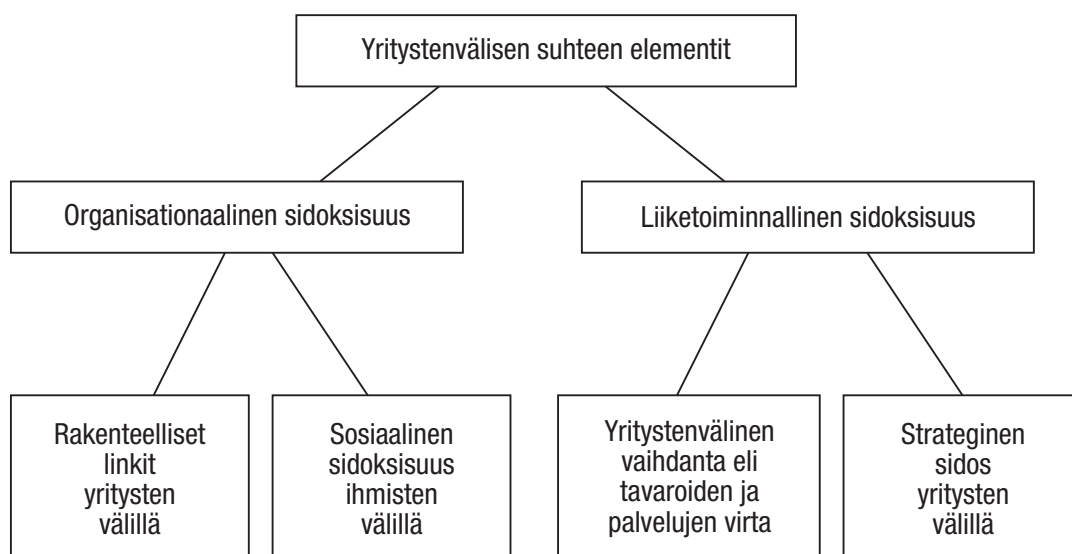 Yritystenvälisen suhteen elementit
Organisationaalinen sidoksisuus
Liiketoiminnallinen sidoksisuus
Rakenteelliset
linkit
yritysten
välillä
Sosiaalinen
sidoksisuus
ihmisten
välillä
Yritystenvälinen
vaihdanta eli
tavaroiden ja
palvelujen virta
Strateginen
sidos
yritysten
välillä